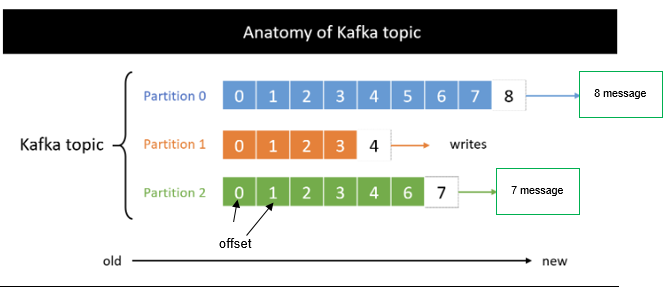 Anatomy of Kafka topic
Kafka topic
Partition 0 0 1 2 3 4 5 6 7 8 8 message
Partition 1 0 1 2 3 4 writes
Partition 2 0 1 2 3 4 6 7 7 message
offset
old new